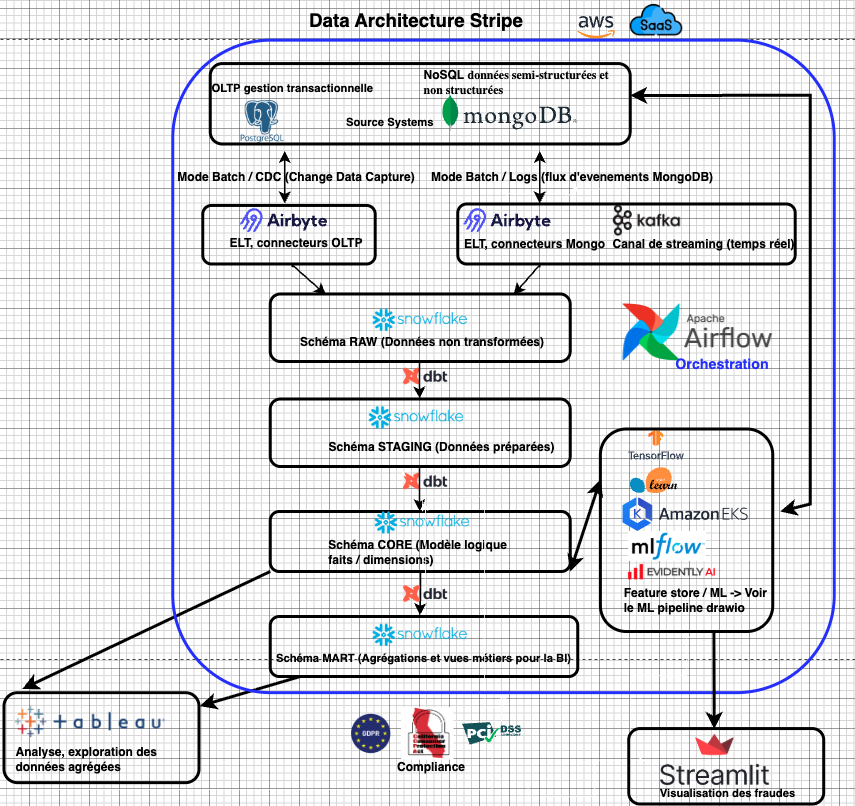 Data Architecture Stripe
aws
SaaS
OLTP gestion transactionnelle
PostgreSQL
NoSQL données semi-structurées et
non structurées
Source Systems
mongoDB
Mode Batch / CDC (Change Data Capture)
Mode Batch / Logs (flux d'evenements MongoDB)
Airbyte
ELT, connecteurs OLTP
Airbyte
kafka
ELT, connecteurs Mongo
Canal de streaming (temps réel)
snowflake
Schéma RAW (Données non transformées)
Apache
Airflow
Orchestration
dbt
snowflake
Schéma STAGING (Données préparées)
dbt
snowflake
Schéma CORE (Modèle logique
faits / dimensions)
dbt
snowflake
Schéma MART (Agrégations et vues métiers pour la BI)
TensorFlow
learn
Amazon EKS
mlflow
EVIDENTLY AI
Feature store / ML -> Voir
le ML pipeline drawio
+ableau
Analyse, exploration des
données agrégées
GDPR
California
Consumer
Protection
Act
PCI DSS
Compliance
Streamlit
Visualisation des fraudes